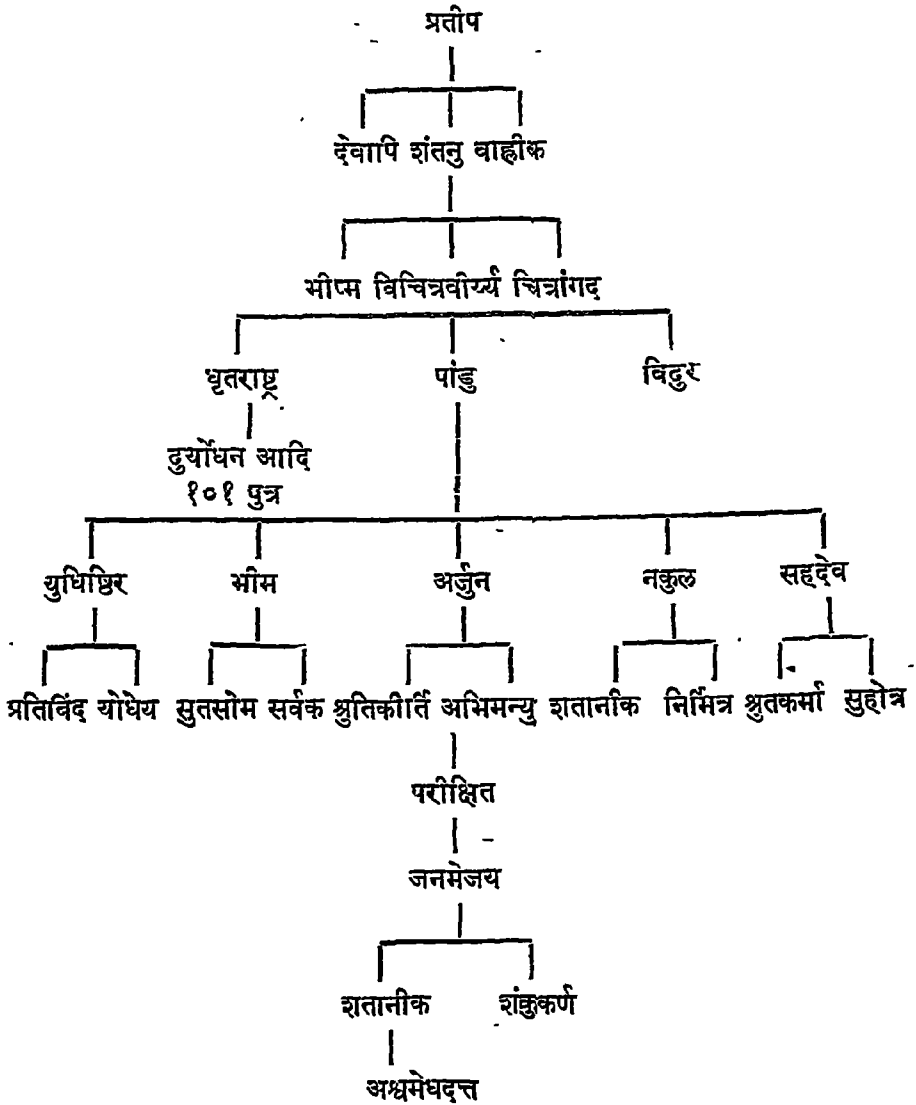 प्रतीप
देवापि शंतनु वाह्लीक
भीष्म विचित्रवीर्य्य चित्रांगद
धृतराष्ट्र पांडु विदुर
दुर्योधन आदि
१०१ पुत्र
युधिष्ठिर भीम अर्जुन नकुल सहदेव
प्रतिविंद योधेय सुतसोम सर्वक श्रुतिकीर्ति अभिमन्यु शतानीक निर्मित्र श्रुतकर्मा सुहोत्र
परीक्षित
जनमेजय
शतानीक शंकुकर्ण
अश्वमेधदत्त